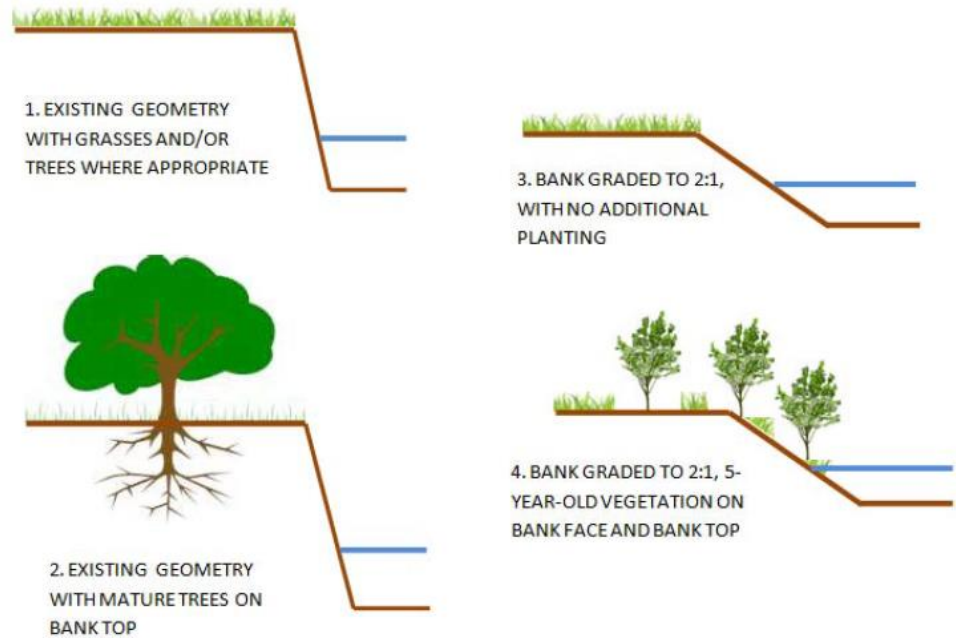 1. EXISTING GEOMETRY
WITH GRASSES AND/OR
TREES WHERE APPROPRIATE
2. EXISTING GEOMETRY
WITH MATURE TREES ON
BANK TOP
3. BANK GRADED TO 2:1,
WITH NO ADDITIONAL
PLANTING
4. BANK GRADED TO 2:1, 5-
YEAR-OLD VEGETATION ON
BANK FACE AND BANK TOP